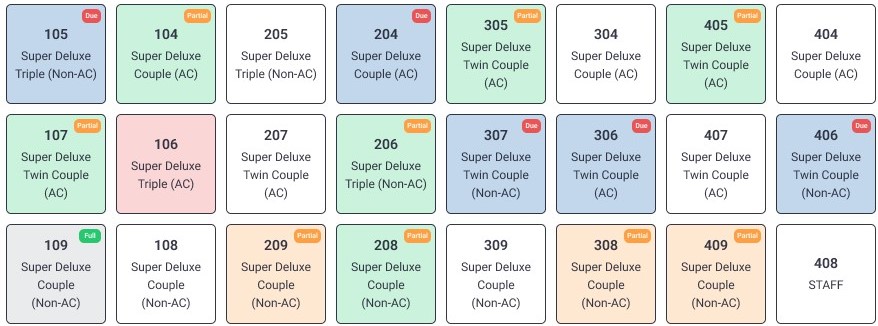 Due
105
Super Deluxe
Triple (Non-AC)
Partial
104
Super Deluxe
Couple (AC)
205
Super Deluxe
Triple (Non-AC)
Due
204
Super Deluxe
Couple (AC)
Partial
305
Super Deluxe
Twin Couple
(AC)
304
Super Deluxe
Couple (AC)
Partial
405
Super Deluxe
Twin Couple
(AC)
404
Super Deluxe
Couple (AC)
Partial
107
Super Deluxe
Twin Couple
(AC)
106
Super Deluxe
Triple (AC)
207
Super Deluxe
Twin Couple
(AC)
Partial
206
Super Deluxe
Triple (Non-AC)
Due
307
Super Deluxe
Twin Couple
(Non-AC)
Due
306
Super Deluxe
Twin Couple
(AC)
407
Super Deluxe
Twin Couple
(AC)
Due
406
Super Deluxe
Twin Couple
(Non-AC)
Full
109
Super Deluxe
Couple
(Non-AC)
108
Super Deluxe
Couple
(Non-AC)
Partial
209
Super Deluxe
Couple
(Non-AC)
Partial
208
Super Deluxe
Couple
(Non-AC)
309
Super Deluxe
Couple
(Non-AC)
Partial
308
Super Deluxe
Couple
(Non-AC)
Partial
409
Super Deluxe
Couple
(Non-AC)
408
STAFF